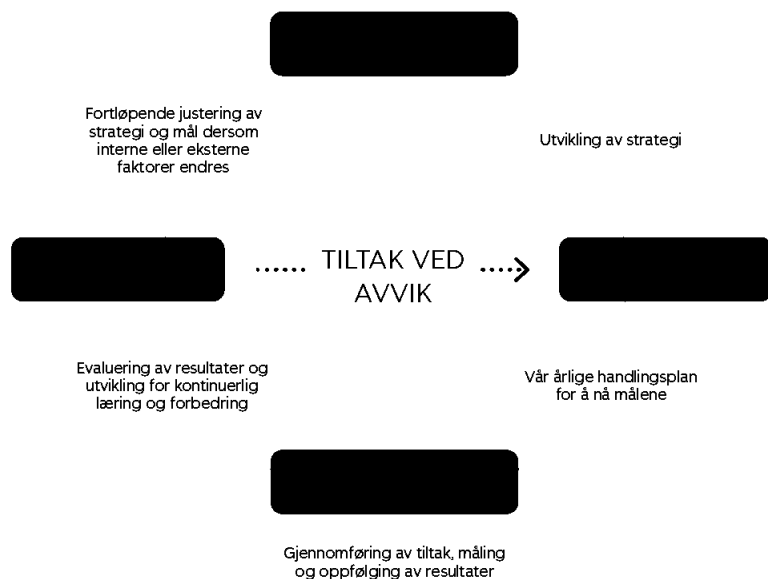 Fortløpende justering av
strategi og mål dersom
interne eller eksterne
faktorer endres
Utvikling av strategi
TILTAK VED
AVVIK
Evaluering av resultater og
utvikling for kontinuerlig
læring og forbedring
Vår årlige handlingsplan
for å nå målene
Gjennomføring av tiltak, måling
og oppfølging av resultater